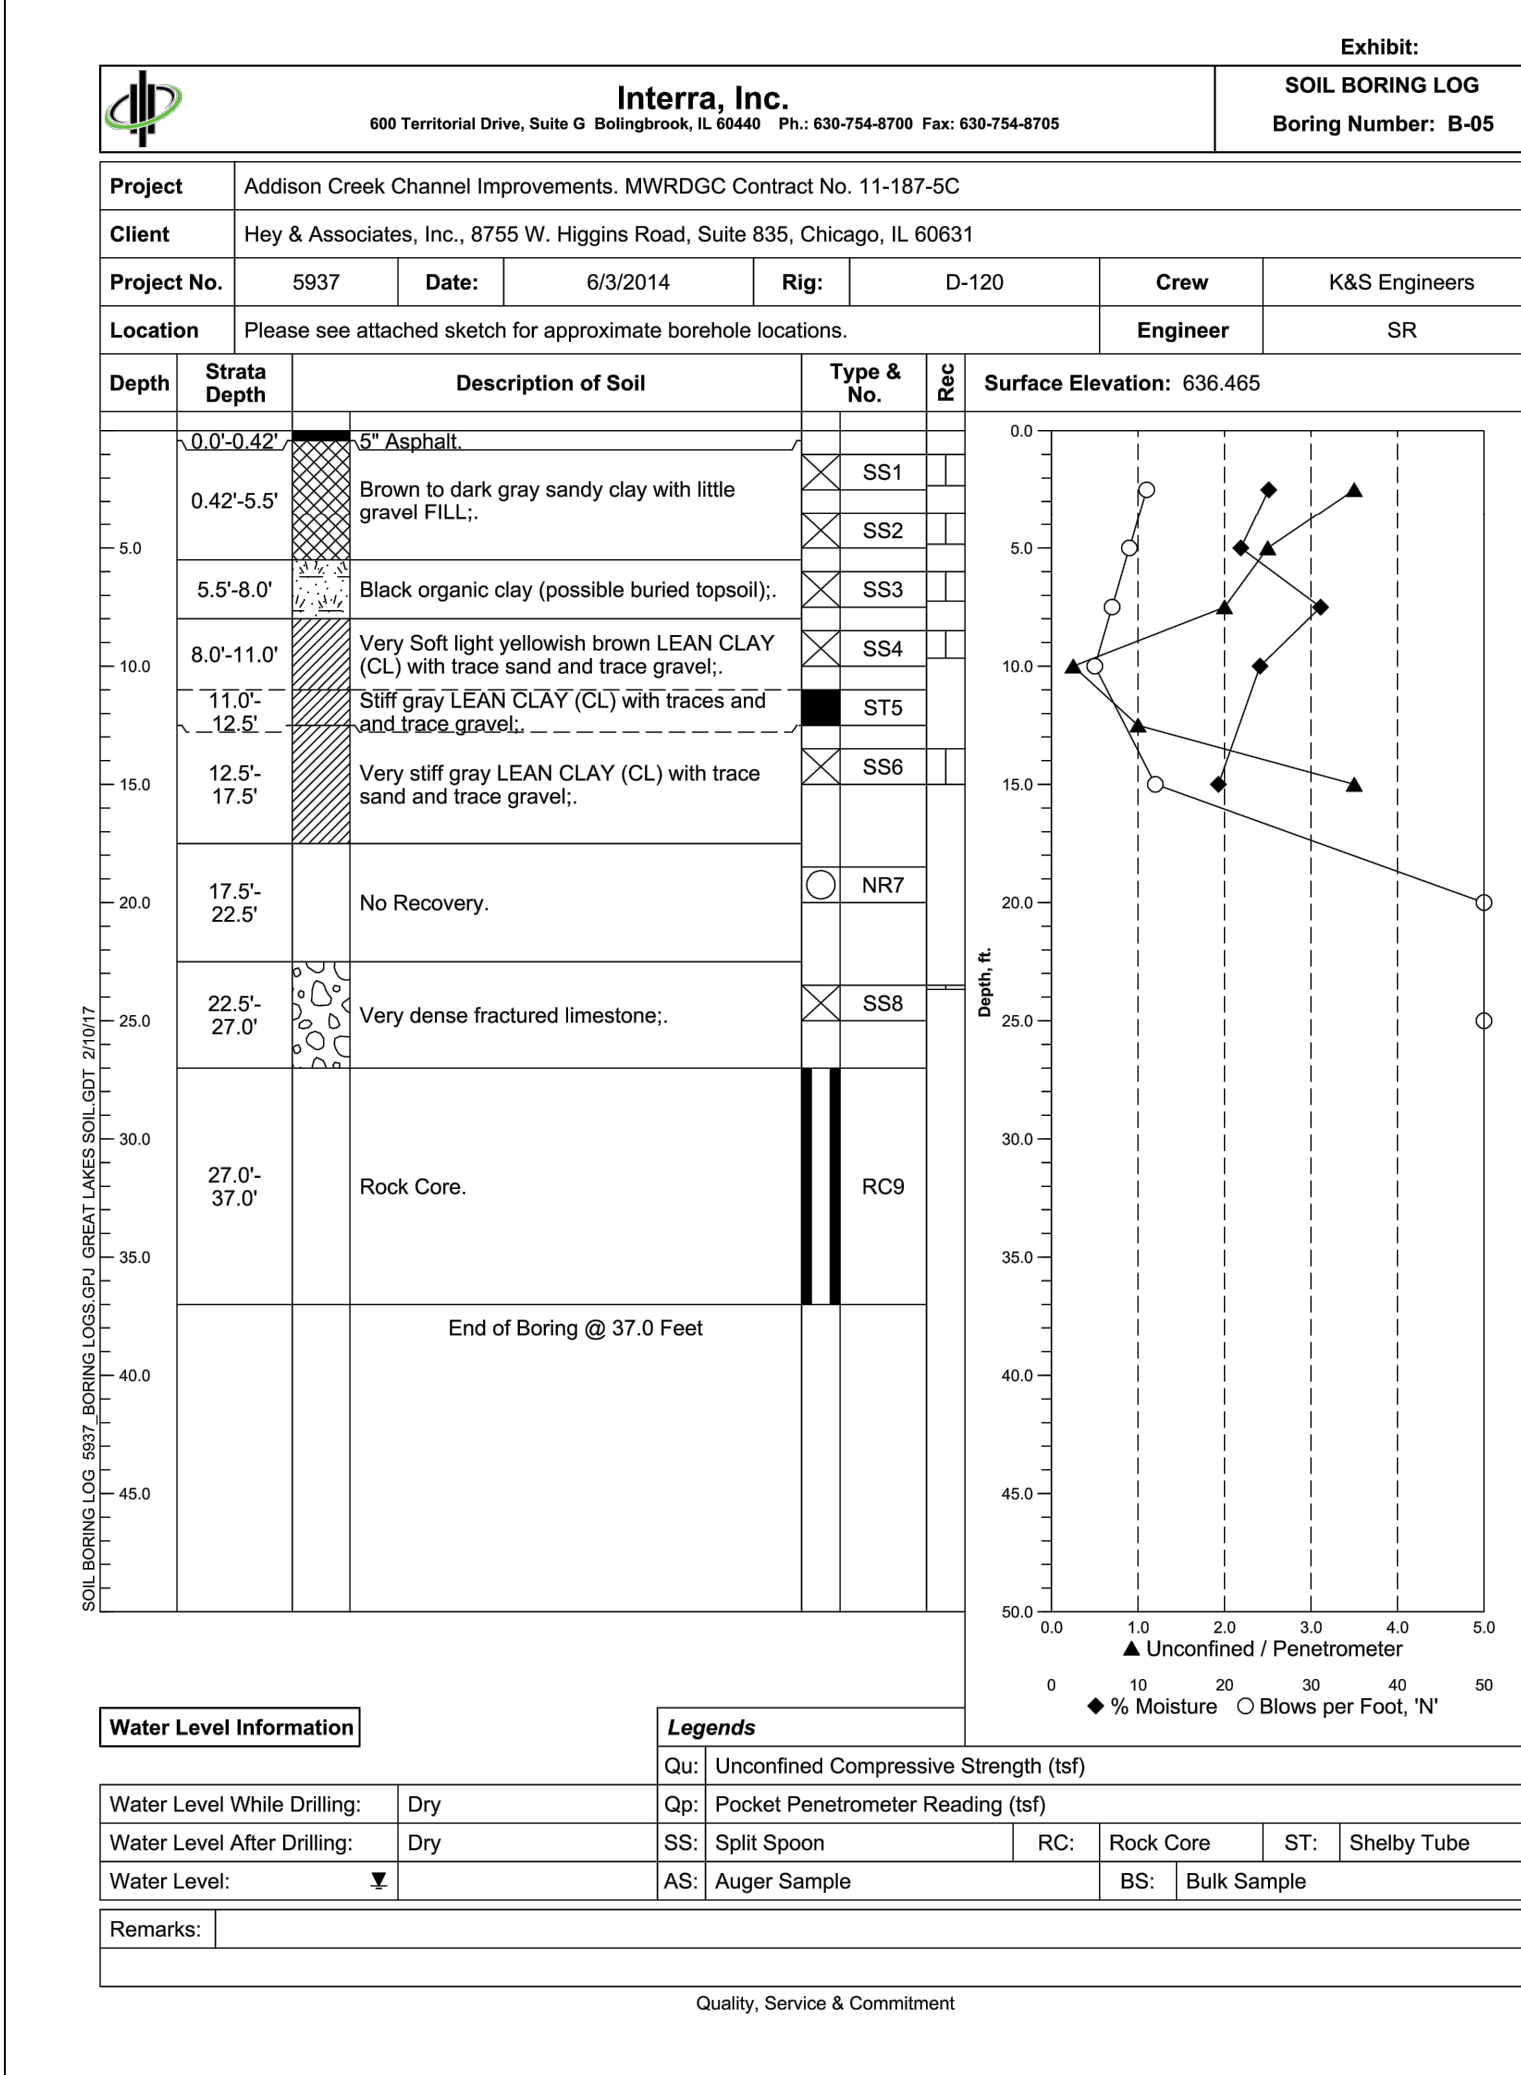 Exhibit:
Interra, Inc.
600 Territorial Drive, Suite G Bolingbrook, IL 60440 Ph.: 630-754-8700 Fax: 630-754-8705
SOIL BORING LOG
Boring Number: B-05
Project Addison Creek Channel Improvements. MWRDGC Contract No. 11-187-5C
Client Hey & Associates, Inc., 8755 W. Higgins Road, Suite 835, Chicago, IL 60631
Project No. 5937 Date: 6/3/2014 Rig: D-120 Crew K&S Engineers
Location Please see attached sketch for approximate borehole locations. Engineer SR
Depth
Strata
Depth
Description of Soil
Type &
No.
Rec
Surface Elevation: 636.465
0.0'-0.42' 5" Asphalt.
SS1
0.42'-5.5'
Brown to dark gray sandy clay with little
gravel FILL;.
SS2
5.0
5.5'-8.0' Black organic clay (possible buried topsoil);. SS3
8.0'-11.0'
Very Soft light yellowish brown LEAN CLAY
(CL) with trace sand and trace gravel;.
SS4
10.0
11.0'-
12.5'
Stiff gray LEAN CLAY (CL) with traces and
and trace gravel;.
ST5
12.5'-
17.5'
Very stiff gray LEAN CLAY (CL) with trace
sand and trace gravel;.
SS6
15.0
17.5'-
22.5'
No Recovery.
NR7
20.0
22.5'-
27.0'
Very dense fractured limestone;.
SS8
25.0
30.0
27.0'-
37.0'
Rock Core.
RC9
35.0
End of Boring @ 37.0 Feet
40.0
45.0
0.0
5.0
10.0
15.0
20.0
Depth, ft.
25.0
30.0
35.0
40.0
45.0
50.0
0.0 1.0 2.0 3.0 4.0 5.0
▲ Unconfined / Penetrometer
0 10 20 30 40 50
◆ % Moisture ○ Blows per Foot, 'N'
SOIL BORING LOG 5937_BORING LOGS.GPJ GREAT LAKES SOIL.GDT 2/10/17
Water Level Information
Water Level While Drilling: Dry
Water Level After Drilling: Dry
Water Level:
Legends
Qu: Unconfined Compressive Strength (tsf)
Qp: Pocket Penetrometer Reading (tsf)
SS: Split Spoon RC: Rock Core ST: Shelby Tube
AS: Auger Sample BS: Bulk Sample
Remarks:
Quality, Service & Commitment